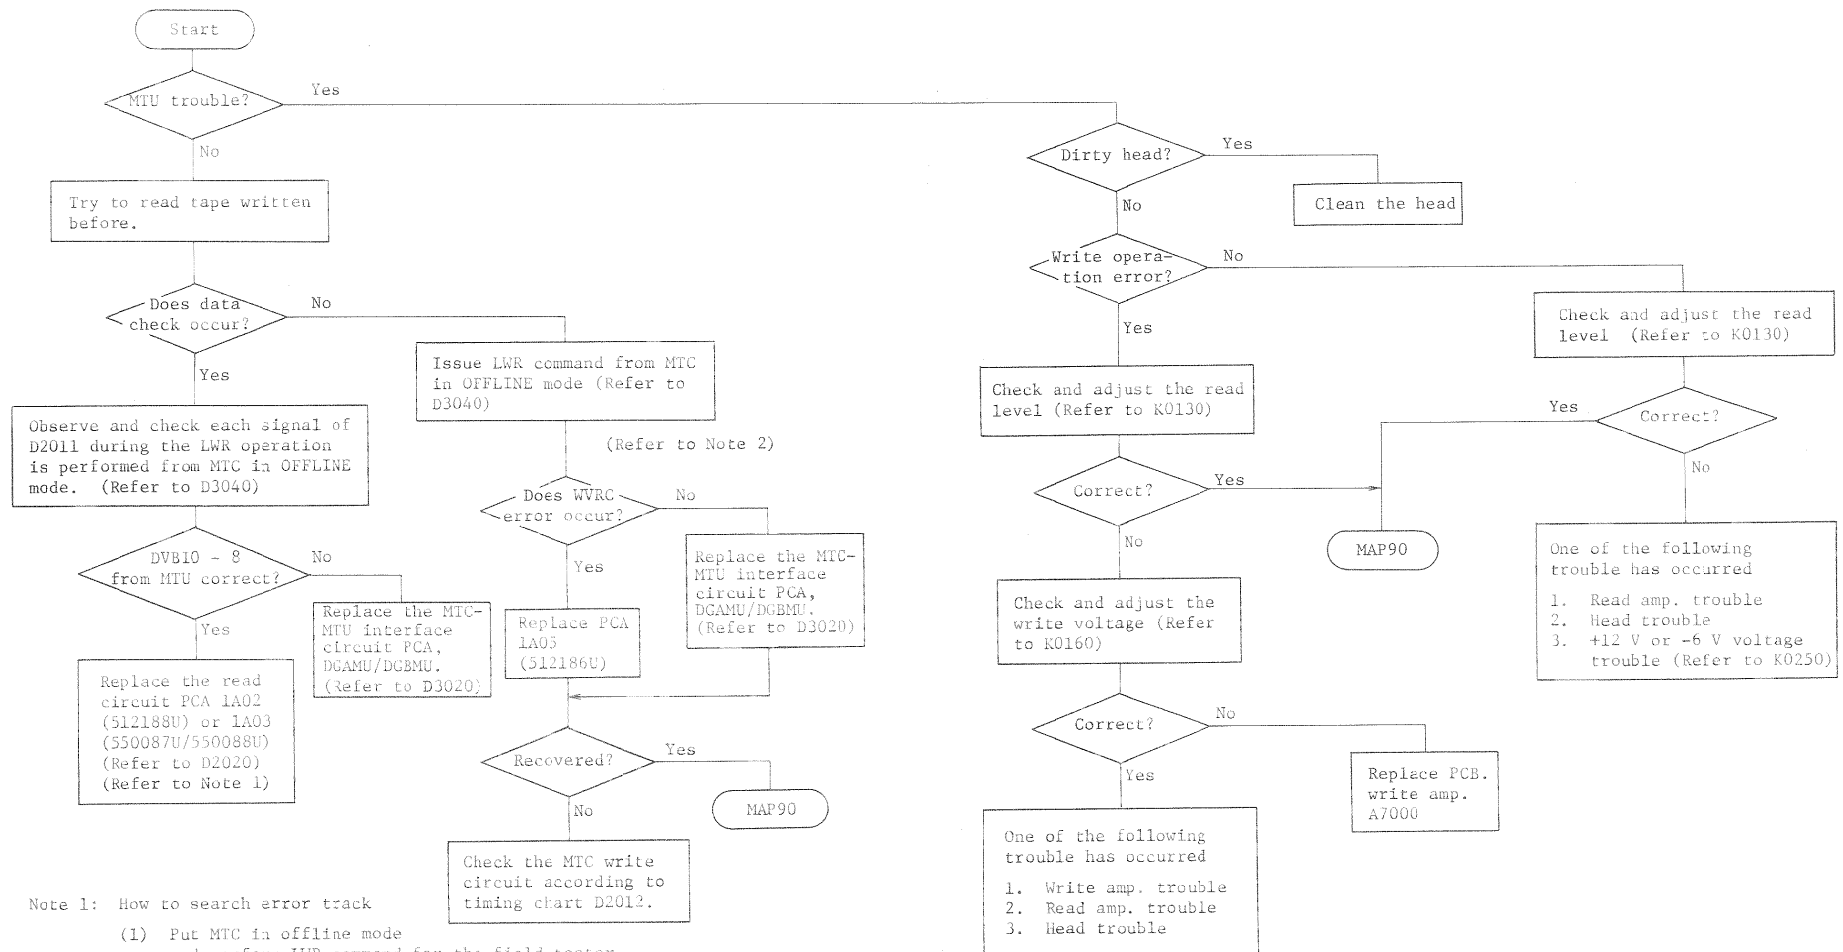 Start
MTU trouble?
Yes
No
Try to read tape written
before.
Does data
check occur?
No
Yes
Observe and check each signal of
D2011 during the LWR operation
is performed from MTC in OFFLINE
mode. (Refer to D3040)
DVBI0 - 8
from MTU correct?
No
Yes
Replace the MTC-
MTU interface
circuit PCA,
DGAMU/DGBMU.
(Refer to D3020)
Replace the read
circuit PCA 1A02
(512188U) or 1A03
(550087U/550088U)
(Refer to D2020)
(Refer to Note 1)
Issue LWR command from MTC
in OFFLINE mode (Refer to
D3040)
(Refer to Note 2)
Does WVRC
error occur?
No
Yes
Replace the MTC-
MTU interface
circuit PCA,
DGAMU/DGBMU.
(Refer to D3020)
Replace PCA
1A05
(512186U)
Recovered?
Yes
No
MAP90
Check the MTC write
circuit according to
timing chart D2012.
Dirty head?
Yes
No
Clean the head
Write opera-
tion error?
No
Yes
Check and adjust the read
level (Refer to K0130)
Correct?
Yes
No
MAP90
Check and adjust the read
level (Refer to K0130)
Correct?
Yes
No
One of the following
trouble has occurred
1. Read amp. trouble
2. Head trouble
3. +12 V or -6 V voltage
trouble (Refer to K0250)
Check and adjust the
write voltage (Refer
to K0160)
Correct?
No
Yes
Replace PCB.
write amp.
A7000
One of the following
trouble has occurred
1. Write amp. trouble
2. Read amp. trouble
3. Head trouble
Note 1: How to search error track
(1) Put MTC in offline mode
LWR command for the field tester